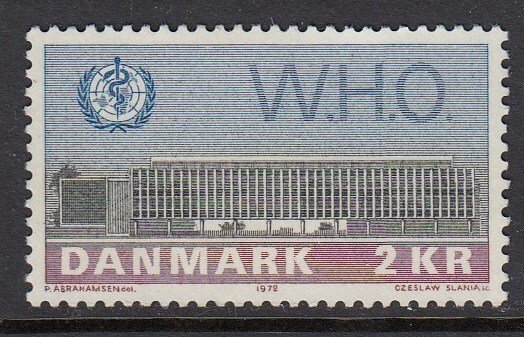 W.H.O.
DANMARK 2 KR
P. ABRAHAMSEN del. 1972 CZESLAW SLANIA sc